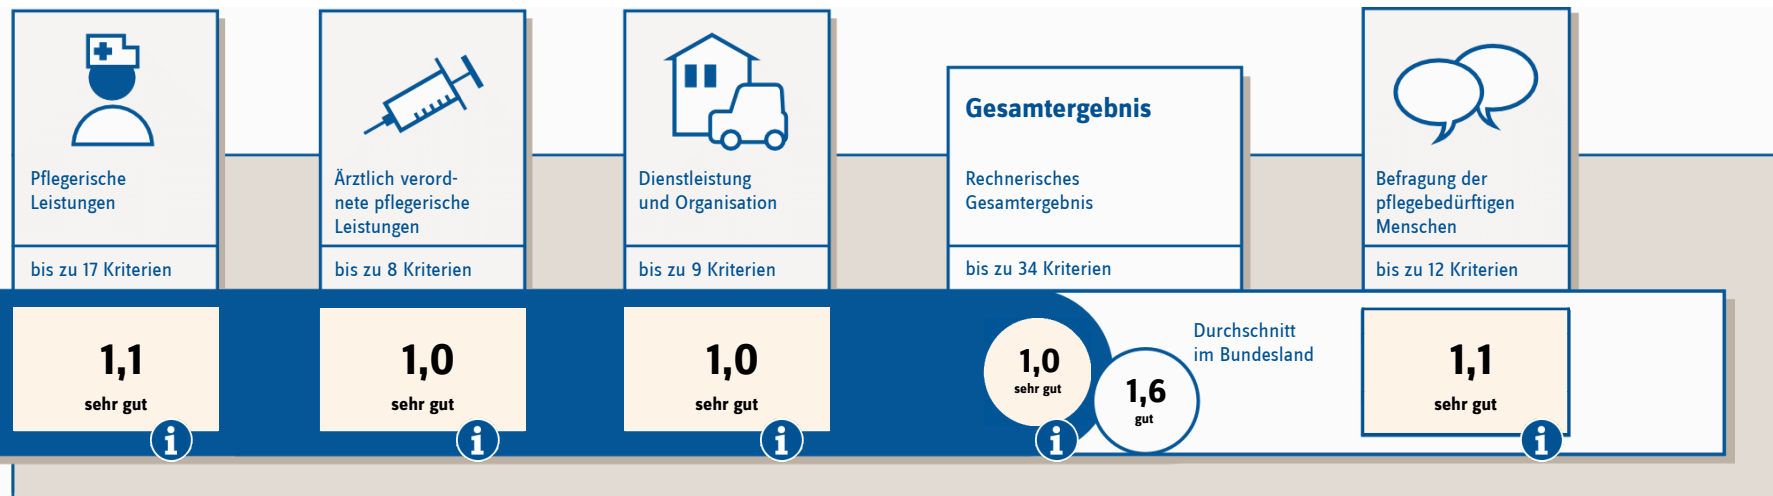 Pflegerische
Leistungen
bis zu 17 Kriterien
1,1
sehr gut
i
Ärztlich verord-
nete pflegerische
Leistungen
bis zu 8 Kriterien
1,0
sehr gut
i
Dienstleistung
und Organisation
bis zu 9 Kriterien
1,0
sehr gut
i
Gesamtergebnis
Rechnerisches
Gesamtergebnis
bis zu 34 Kriterien
1,0
sehr gut
i
Durchschnitt
im Bundesland
1,6
gut
Befragung der
pflegebedürftigen
Menschen
bis zu 12 Kriterien
1,1
sehr gut
i